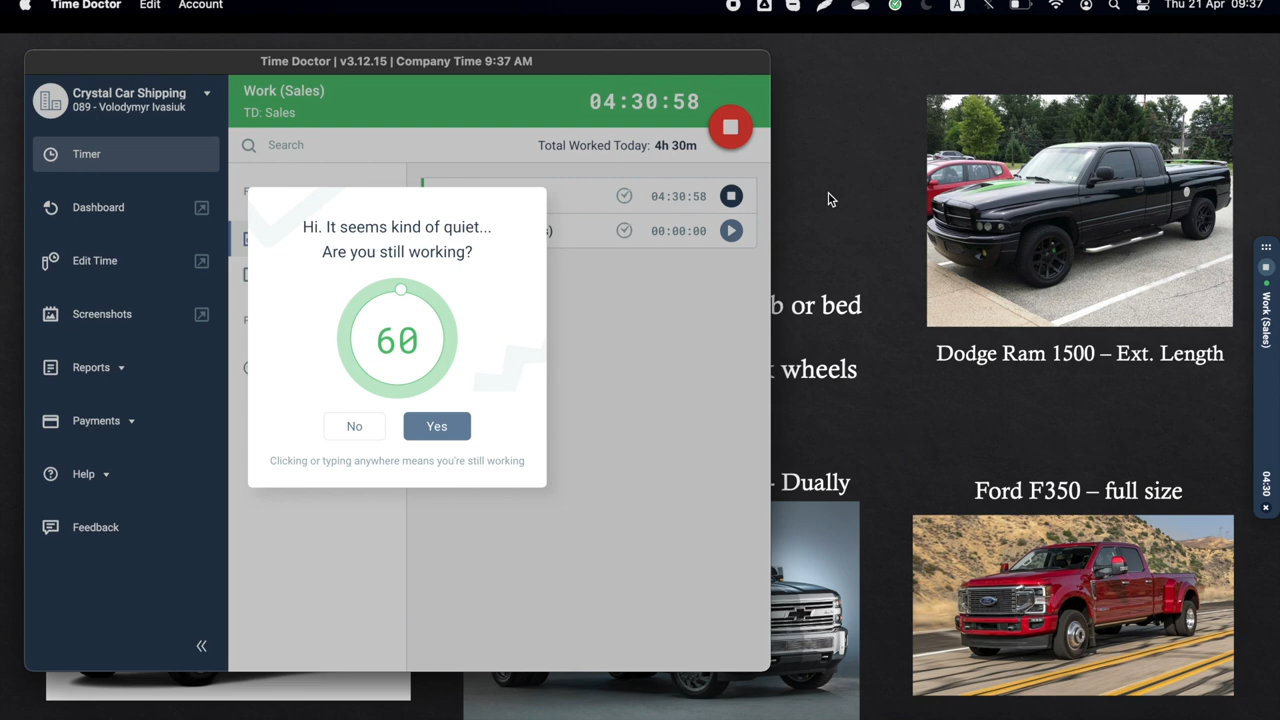 Time Doctor Edit Account
A
Thu 21 Apr 09:37
Time Doctor | v3.12.15 | Company Time 9:37 AM
Crystal Car Shipping
089 - Volodymyr Ivasiuk
Timer
Dashboard
Edit Time
Screenshots
Reports
Payments
Help
Feedback
Work (Sales)
TD: Sales
04:30:58
Search
Total Worked Today: 4h 30m
04:30:58
s)
00:00:00
Hi. It seems kind of quiet...
Are you still working?
60
No
Yes
Clicking or typing anywhere means you're still working
b or bed
wheels
- Dually
Dodge Ram 1500 – Ext. Length
Ford F350 – full size
Work (Sales)
04:30